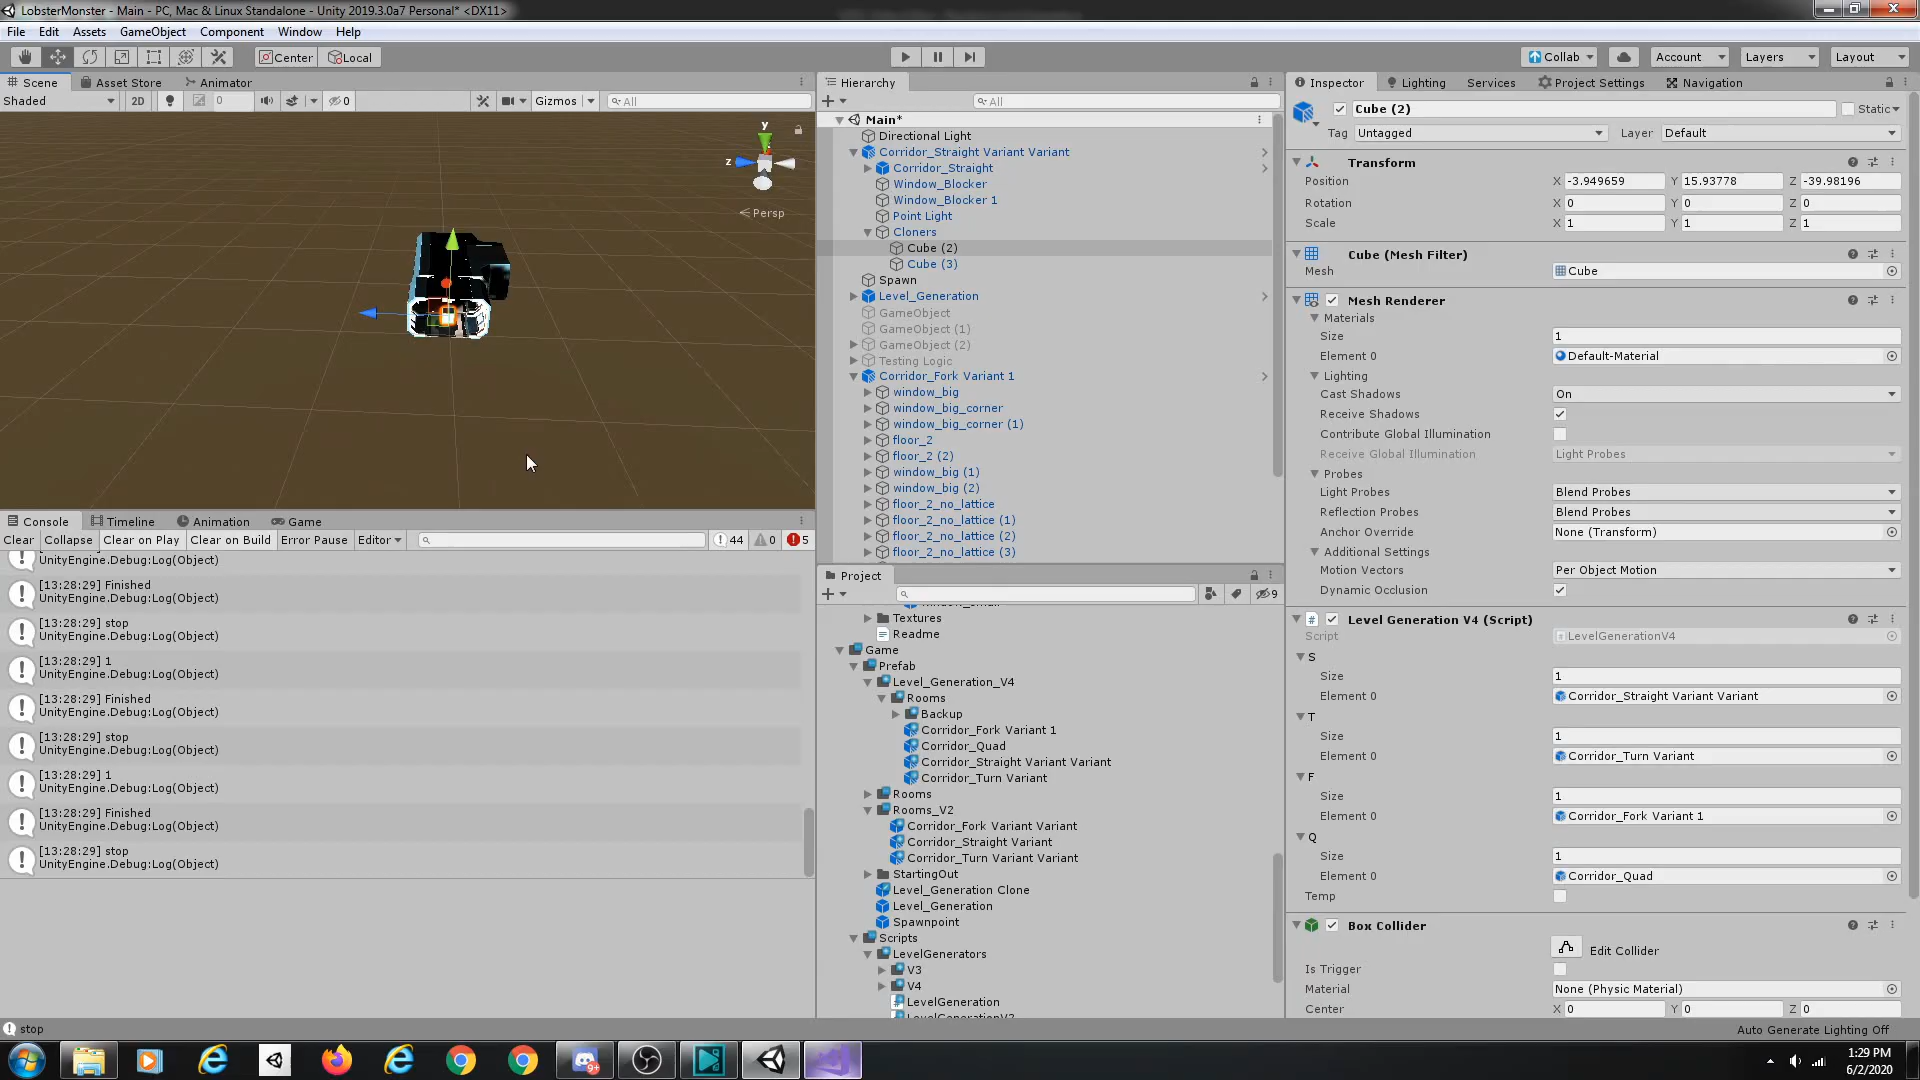 LobsterMonster - Main - PC, Mac & Linux Standalone - Unity 2019.3.0a7 Personal* <DX11>
File Edit Assets GameObject Component Window Help
Center Local Collab Account Layers Layout
Scene Asset Store Animator
Shaded 2D 0 0 Gizmos All
y
z
Persp
Console Timeline Animation Game
Clear Collapse Clear on Play Clear on Build Error Pause Editor 44 0 5
UnityEngine.Debug:Log(Object)
[13:28:29] Finished
UnityEngine.Debug:Log(Object)
[13:28:29] stop
UnityEngine.Debug:Log(Object)
[13:28:29] 1
UnityEngine.Debug:Log(Object)
[13:28:29] Finished
UnityEngine.Debug:Log(Object)
[13:28:29] stop
UnityEngine.Debug:Log(Object)
[13:28:29] 1
UnityEngine.Debug:Log(Object)
[13:28:29] Finished
UnityEngine.Debug:Log(Object)
[13:28:29] stop
UnityEngine.Debug:Log(Object)
Hierarchy
All
Main*
Directional Light
Corridor_Straight Variant Variant
Corridor_Straight
Window_Blocker
Window_Blocker 1
Point Light
Cloners
Cube (2)
Cube (3)
Spawn
Level_Generation
GameObject
GameObject (1)
GameObject (2)
Testing Logic
Corridor_Fork Variant 1
window_big
window_big_corner
window_big_corner (1)
floor_2
floor_2 (2)
window_big (1)
window_big (2)
floor_2_no_lattice
floor_2_no_lattice (1)
floor_2_no_lattice (2)
floor_2_no_lattice (3)
Project
9
Textures
Readme
Game
Prefab
Level_Generation_V4
Rooms
Backup
Corridor_Fork Variant 1
Corridor_Quad
Corridor_Straight Variant Variant
Corridor_Turn Variant
Rooms
Rooms_V2
Corridor_Fork Variant Variant
Corridor_Straight Variant
Corridor_Turn Variant Variant
StartingOut
Level_Generation Clone
Level_Generation
Spawnpoint
Scripts
LevelGenerators
V3
V4
LevelGeneration
Inspector Lighting Services Project Settings Navigation
Cube (2) Static
Tag Untagged Layer Default
Transform
Position X -3.949659 Y 15.93778 Z -39.98196
Rotation X 0 Y 0 Z 0
Scale X 1 Y 1 Z 1
Cube (Mesh Filter)
Mesh Cube
Mesh Renderer
Materials
Size 1
Element 0 Default-Material
Lighting
Cast Shadows On
Receive Shadows
Contribute Global Illumination
Receive Global Illumination Light Probes
Probes
Light Probes Blend Probes
Reflection Probes Blend Probes
Anchor Override None (Transform)
Additional Settings
Motion Vectors Per Object Motion
Dynamic Occlusion
Level Generation V4 (Script)
Script LevelGenerationV4
S
Size 1
Element 0 Corridor_Straight Variant Variant
T
Size 1
Element 0 Corridor_Turn Variant
F
Size 1
Element 0 Corridor_Fork Variant 1
Q
Size 1
Element 0 Corridor_Quad
Temp
Box Collider
Edit Collider
Is Trigger
Material None (Physic Material)
Center X 0 Y 0 Z 0
stop
Auto Generate Lighting Off
9+
1:29 PM
6/2/2020